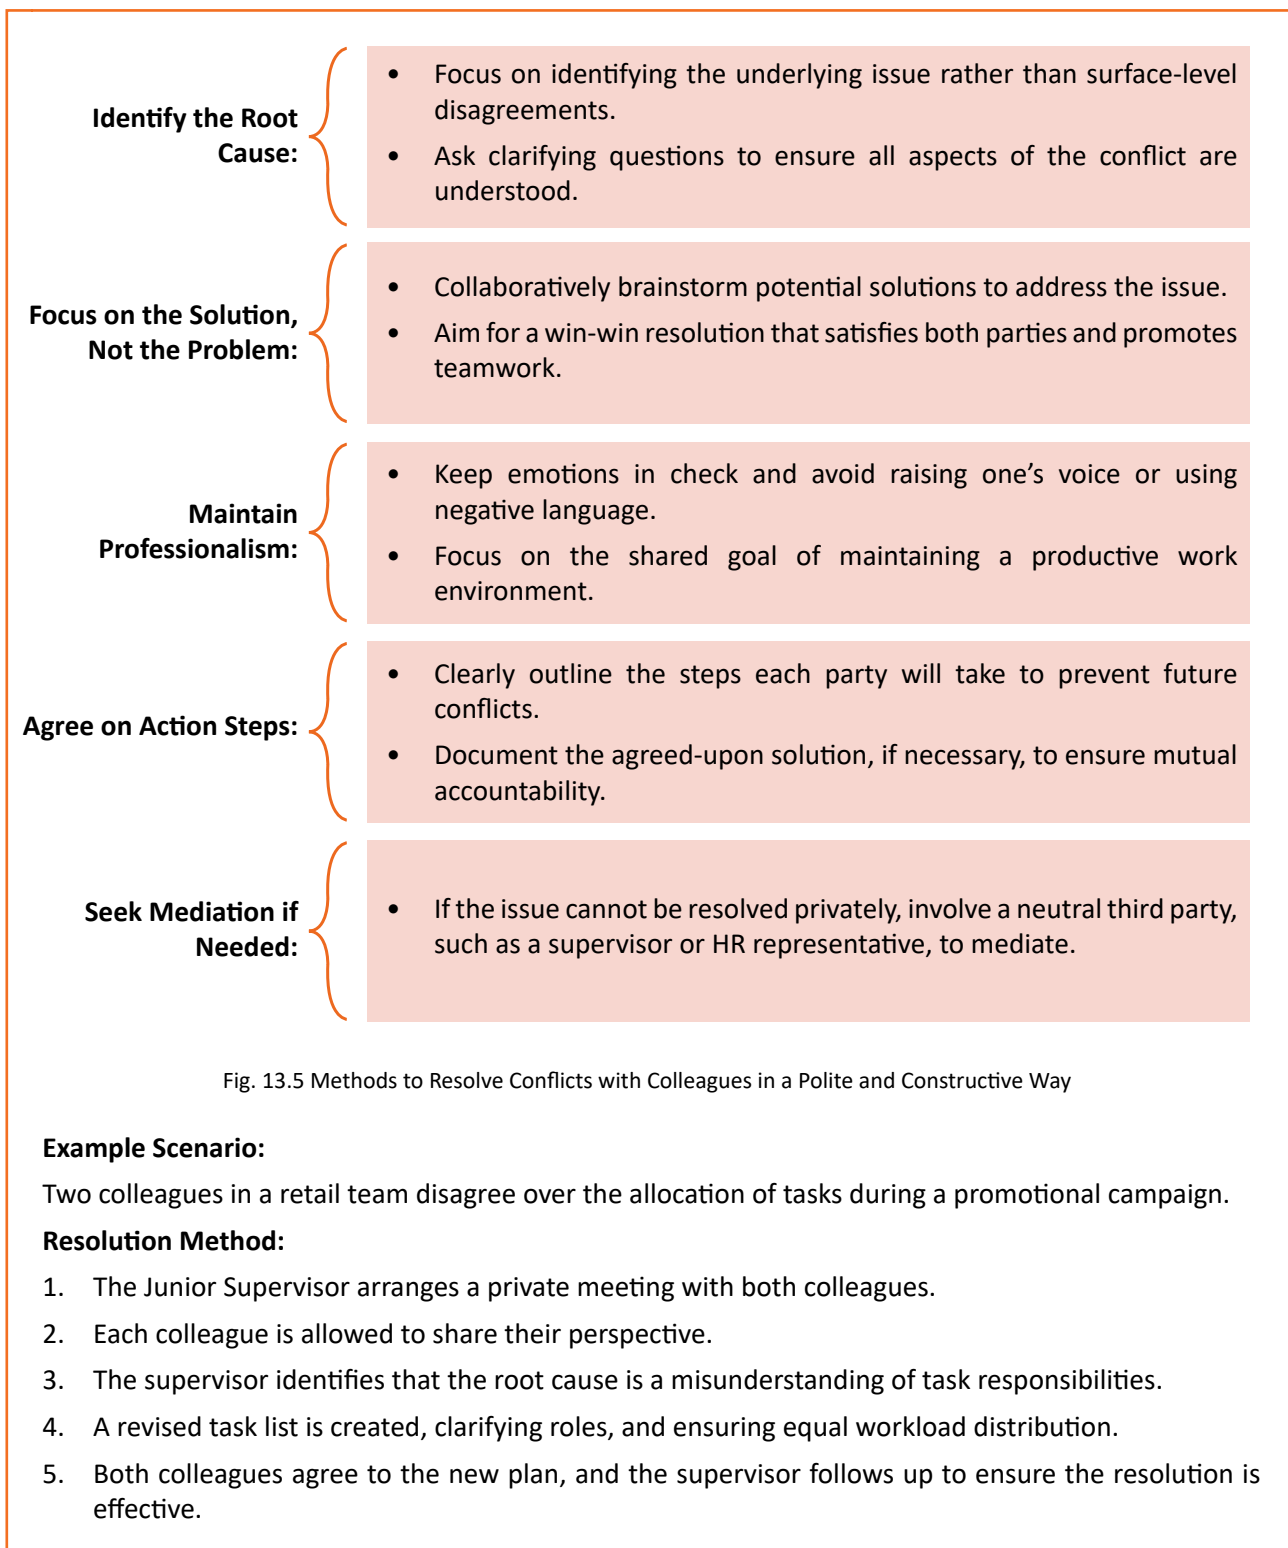 Identify the Root
Cause:
• Focus on identifying the underlying issue rather than surface-level
disagreements.
• Ask clarifying questions to ensure all aspects of the conflict are
understood.
Focus on the Solution,
Not the Problem:
• Collaboratively brainstorm potential solutions to address the issue.
• Aim for a win-win resolution that satisfies both parties and promotes
teamwork.
Maintain
Professionalism:
• Keep emotions in check and avoid raising one’s voice or using
negative language.
• Focus on the shared goal of maintaining a productive work
environment.
Agree on Action Steps:
• Clearly outline the steps each party will take to prevent future
conflicts.
• Document the agreed-upon solution, if necessary, to ensure mutual
accountability.
Seek Mediation if
Needed:
• If the issue cannot be resolved privately, involve a neutral third party,
such as a supervisor or HR representative, to mediate.
Fig. 13.5 Methods to Resolve Conflicts with Colleagues in a Polite and Constructive Way
Example Scenario:
Two colleagues in a retail team disagree over the allocation of tasks during a promotional campaign.
Resolution Method:
1. The Junior Supervisor arranges a private meeting with both colleagues.
2. Each colleague is allowed to share their perspective.
3. The supervisor identifies that the root cause is a misunderstanding of task responsibilities.
4. A revised task list is created, clarifying roles, and ensuring equal workload distribution.
5. Both colleagues agree to the new plan, and the supervisor follows up to ensure the resolution is
effective.